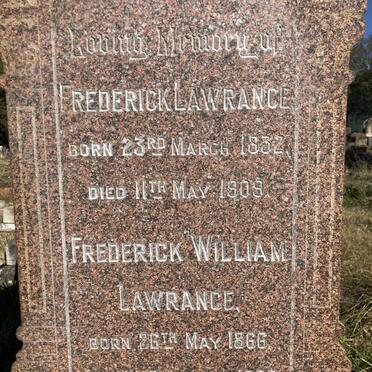 Loving Memory of
FREDERICK LAWRANCE
BORN 23RD MARCH 1832,
DIED 11TH MAY 1909
FREDERICK WILLIAM
LAWRANCE,
BORN 26TH MAY 1866.